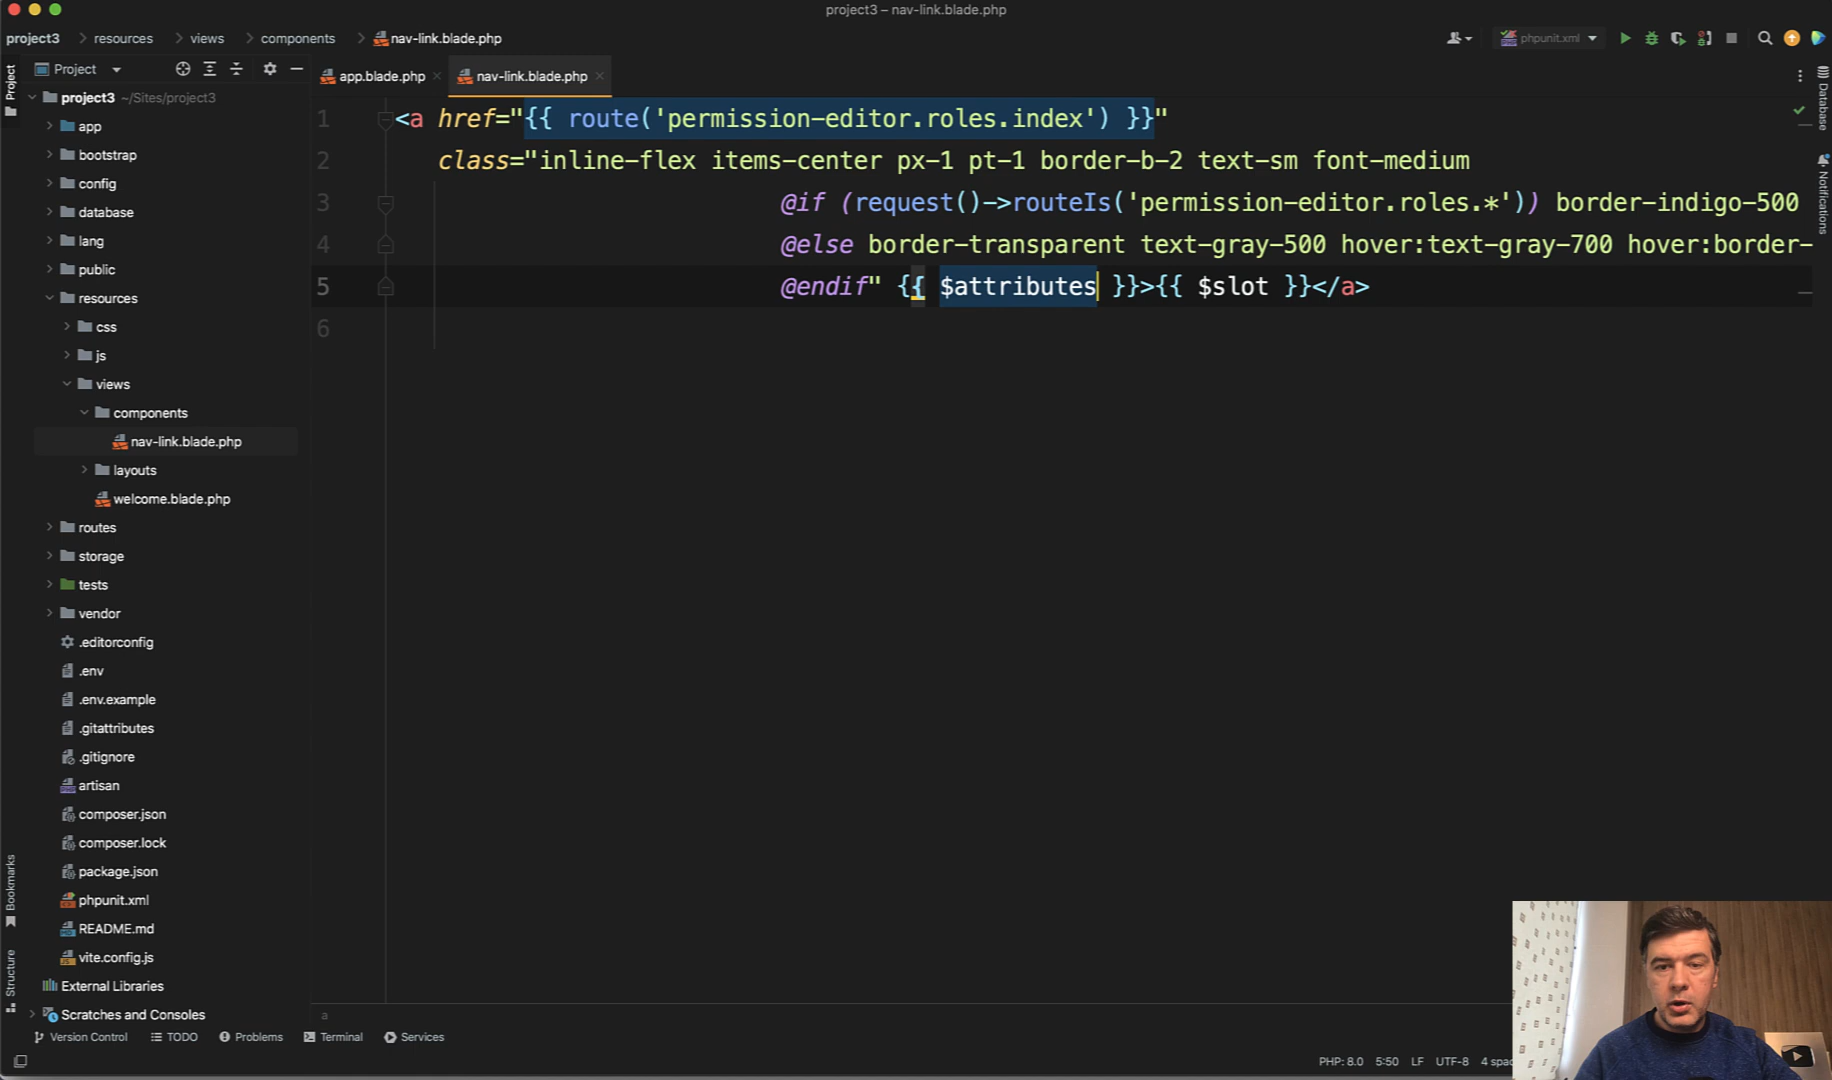 project3 – nav-link.blade.php
project3 > resources > views > components > nav-link.blade.php
phpunit.xml
Project
Project
app.blade.php
nav-link.blade.php
Database
Notifications
project3 ~/Sites/project3
app
bootstrap
config
database
lang
public
resources
css
js
views
components
nav-link.blade.php
layouts
welcome.blade.php
routes
storage
tests
vendor
.editorconfig
.env
.env.example
.gitattributes
.gitignore
artisan
composer.json
composer.lock
package.json
phpunit.xml
README.md
vite.config.js
External Libraries
Scratches and Consoles
Bookmarks
Structure
1 <a href="{{ route('permission-editor.roles.index') }}"
2 class="inline-flex items-center px-1 pt-1 border-b-2 text-sm font-medium
3 @if (request()->routeIs('permission-editor.roles.*')) border-indigo-500
4 @else border-transparent text-gray-500 hover:text-gray-700 hover:border-
5 @endif" {{ $attributes }}>{{ $slot }}</a>
6
a
Version Control TODO Problems Terminal Services
PHP: 8.0 5:50 LF UTF-8 4 spac